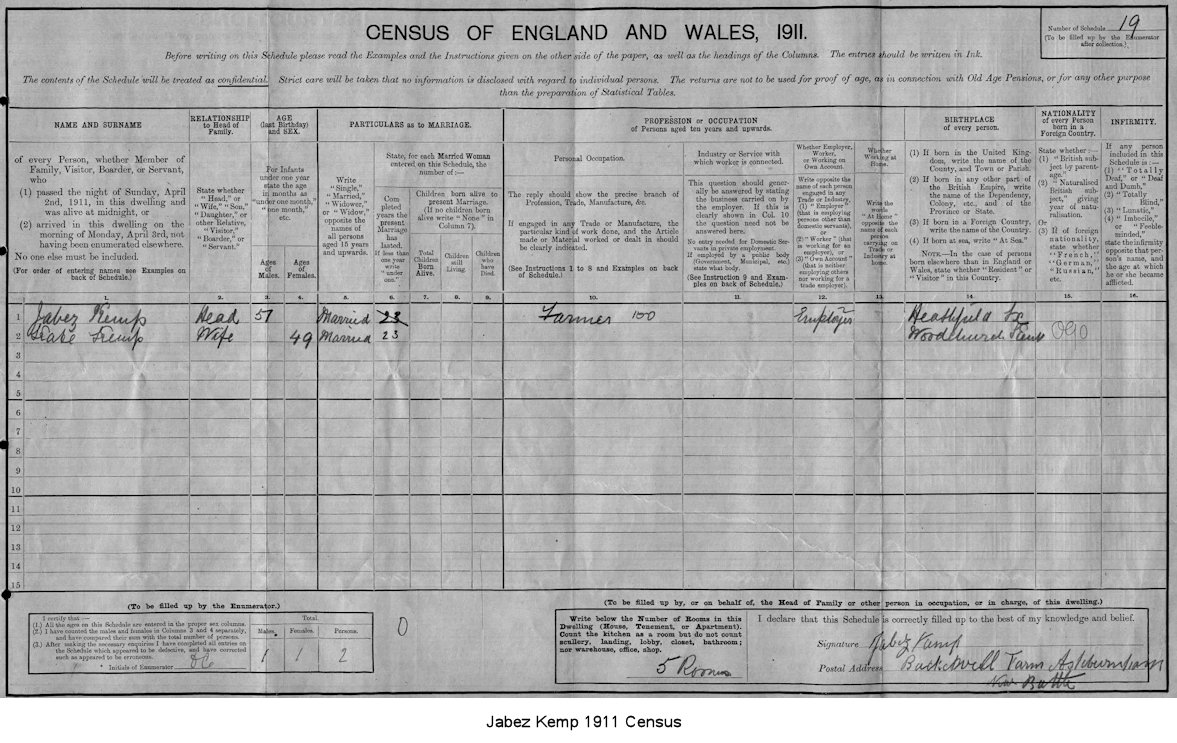 CENSUS OF ENGLAND AND WALES, 1911.
Number of Schedule 19
(To be filled up by the Enumerator
after collection.)
Before writing on this Schedule please read the Examples and the Instructions given on the other side of the paper, as well as the headings of the Columns. The entries should be written in Ink.
The contents of the Schedule will be treated as confidential. Strict care will be taken that no information is disclosed with regard to individual persons. The returns are not to be used for proof of age, as in connection with Old Age Pensions, or for any other purpose
than the preparation of Statistical Tables.
NAME AND SURNAME
of every Person, whether Member of
Family, Visitor, Boarder, or Servant,
who
(1) passed the night of Sunday, April
2nd, 1911, in this dwelling and
was alive at midnight, or
(2) arrived in this dwelling on the
morning of Monday, April 3rd, not
having been enumerated elsewhere.
No one else must be included.
(For order of entering names see Examples on
back of Schedule.)
RELATIONSHIP
to Head of
Family.
State whether
"Head," or
"Wife," "Son,"
"Daughter," or
other Relative,
"Visitor,"
"Boarder," or
"Servant."
AGE
(last Birthday)
and SEX.
For Infants
under one year
state the age
in months as
"under one month,"
"one month,"
etc.
Ages
of
Males.
Ages
of
Females.
PARTICULARS as to MARRIAGE.
Write
"Single,"
"Married,"
"Widower,"
or "Widow,"
opposite the
names of
all persons
aged 15 years
and upwards.
State, for each Married Woman
entered on this Schedule, the
number of :—
Com
pleted
years the
present
Marriage
has
lasted.
If less than
one year
write
"under
one."
Children born alive to
present Marriage.
(If no children born
alive write "None" in
Column 7).
Total
Children
Born
Alive.
Children
still
Living.
Children
who
have
Died.
PROFESSION or OCCUPATION
of Persons aged ten years and upwards.
Personal Occupation.
The reply should show the precise branch of
Profession, Trade, Manufacture, &c.
If engaged in any Trade or Manufacture, the
particular kind of work done, and the Article
made or Material worked or dealt in should
be clearly indicated.
(See Instructions 1 to 8 and Examples on back
of Schedule.)
Industry or Service with
which worker is connected.
This question should gener-
ally be answered by stating
the business carried on by
the employer. If this is
clearly shown in Col. 10
the question need not be
answered here.
No entry needed for Domestic Ser-
vants in private employment.
If employed by a public body
(Government, Municipal, etc.)
state what body.
(See Instruction 9 and Exam-
ples on back of Schedule.)
Whether Employer,
Worker,
or Working on
Own Account.
Write opposite the
name of each person
engaged in any
Trade or Industry,
(1) "Employer"
(that is employing
persons other than
domestic servants),
or
(2) "Worker" (that
is working for an
employer), or
(3) "Own Account"
(that is neither
employing others
nor working for a
trade employer).
Whether
Working at
Home.
Write the
words
"At Home"
opposite the
name of each
person
carrying on
Trade or
Industry at
home.
BIRTHPLACE
of every person.
(1) If born in the United King-
dom, write the name of the
County, and Town or Parish.
(2) If born in any other part of
the British Empire, write
the name of the Dependency,
Colony, etc., and of the
Province or State.
(3) If born in a Foreign Country,
write the name of the Country.
(4) If born at sea, write "At Sea."
NOTE.—In the case of persons
born elsewhere than in England or
Wales, state whether "Resident" or
"Visitor" in this Country.
NATIONALITY
of every Person
born in a
Foreign Country.
State whether :—
(1) "British sub-
ject by parent-
age."
(2) "Naturalised
British sub-
ject," giving
year of natu-
ralisation.
Or
(3) If of foreign
nationality,
state whether
"French,"
"German,"
"Russian,"
etc.
INFIRMITY.
If any person
included in this
Schedule is :—
(1) "Totally
Deaf," or "Deaf
and Dumb,"
(2) "Totally
Blind,"
(3) "Lunatic,"
(4) "Imbecile,"
or "Feeble-
minded,"
state the infirmity
opposite that per-
son's name, and
the age at which
he or she became
afflicted.
1. 2. 3. 4. 5. 6. 7. 8. 9. 10. 11. 12. 13. 14. 15. 16.
1 Jabez Kemp Head 57 Married 23 Farmer 100 Employer Heathfield Sx
2 Kate Kemp Wife 49 Married 23 Woodchurch Kent 090
3
4
5
6
7
8
9
10
11
12
13
14
15
(To be filled up by the Enumerator.)
I certify that :—
(1.) All the ages on this Schedule are entered in the proper sex columns.
(2.) I have counted the males and females in Columns 3 and 4 separately,
and have compared their sum with the total number of persons.
(3.) After making the necessary enquiries I have completed all entries on
the Schedule which appeared to be defective, and have corrected
such as appeared to be erroneous.
Initials of Enumerator
Total.
Males. Females. Persons.
1 1 2
0
(To be filled up by, or on behalf of, the Head of Family or other person in occupation, or in charge, of this dwelling.)
Write below the Number of Rooms in this
Dwelling (House, Tenement, or Apartment).
Count the kitchen as a room but do not count
scullery, landing, lobby, closet, bathroom;
nor warehouse, office, shop.
5 Rooms
I declare that this Schedule is correctly filled up to the best of my knowledge and belief.
Signature Jabez Kemp
Postal Address Farm Ashburnham
Battle
Jabez Kemp 1911 Census